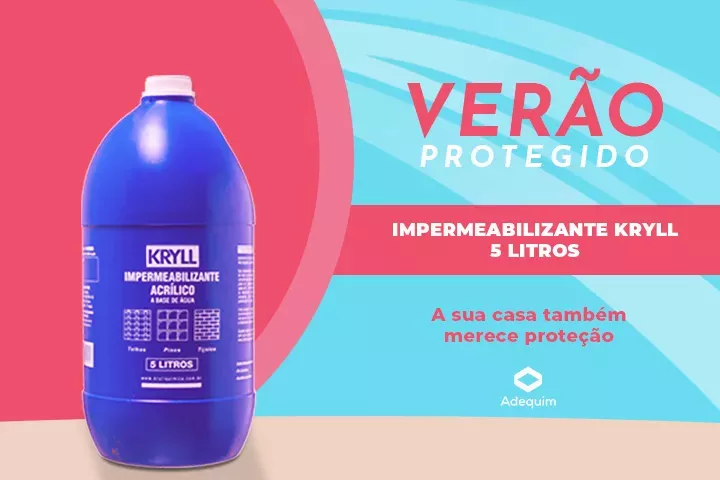 VERÃO
PROTEGIDO
IMPERMEABILIZANTE KRYLL
5 LITROS
A sua casa também
merece proteção
Adequim
KRYLL
IMPERMEABILIZANTE
ACRÍLICO
A BASE DE ÁGUA
Telhas Pisos Tijolos
5 LITROS